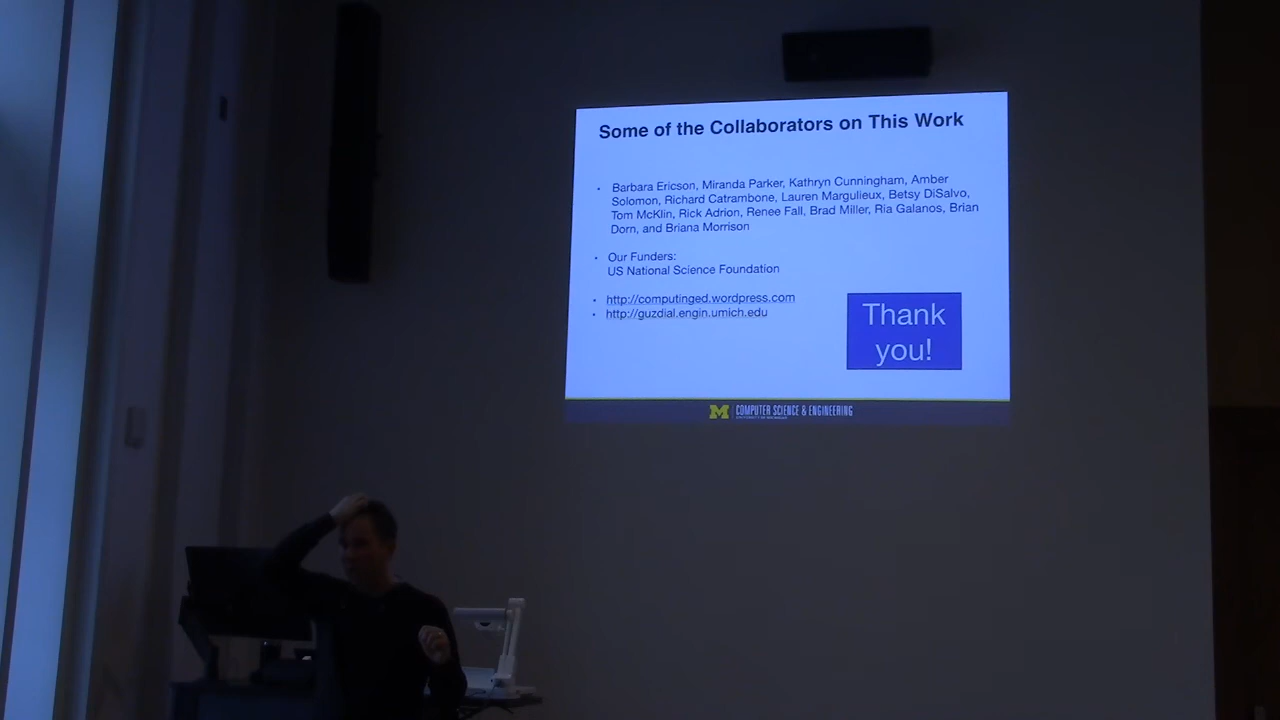 Some of the Collaborators on This Work
• Barbara Ericson, Miranda Parker, Kathryn Cunningham, Amber
Solomon, Richard Catrambone, Lauren Margulieux, Betsy DiSalvo,
Tom McKlin, Rick Adrion, Renee Fall, Brad Miller, Ria Galanos, Brian
Dorn, and Briana Morrison
• Our Funders:
US National Science Foundation
• http://computinged.wordpress.com
• http://guzdial.engin.umich.edu
Thank
you!
M COMPUTER SCIENCE & ENGINEERING